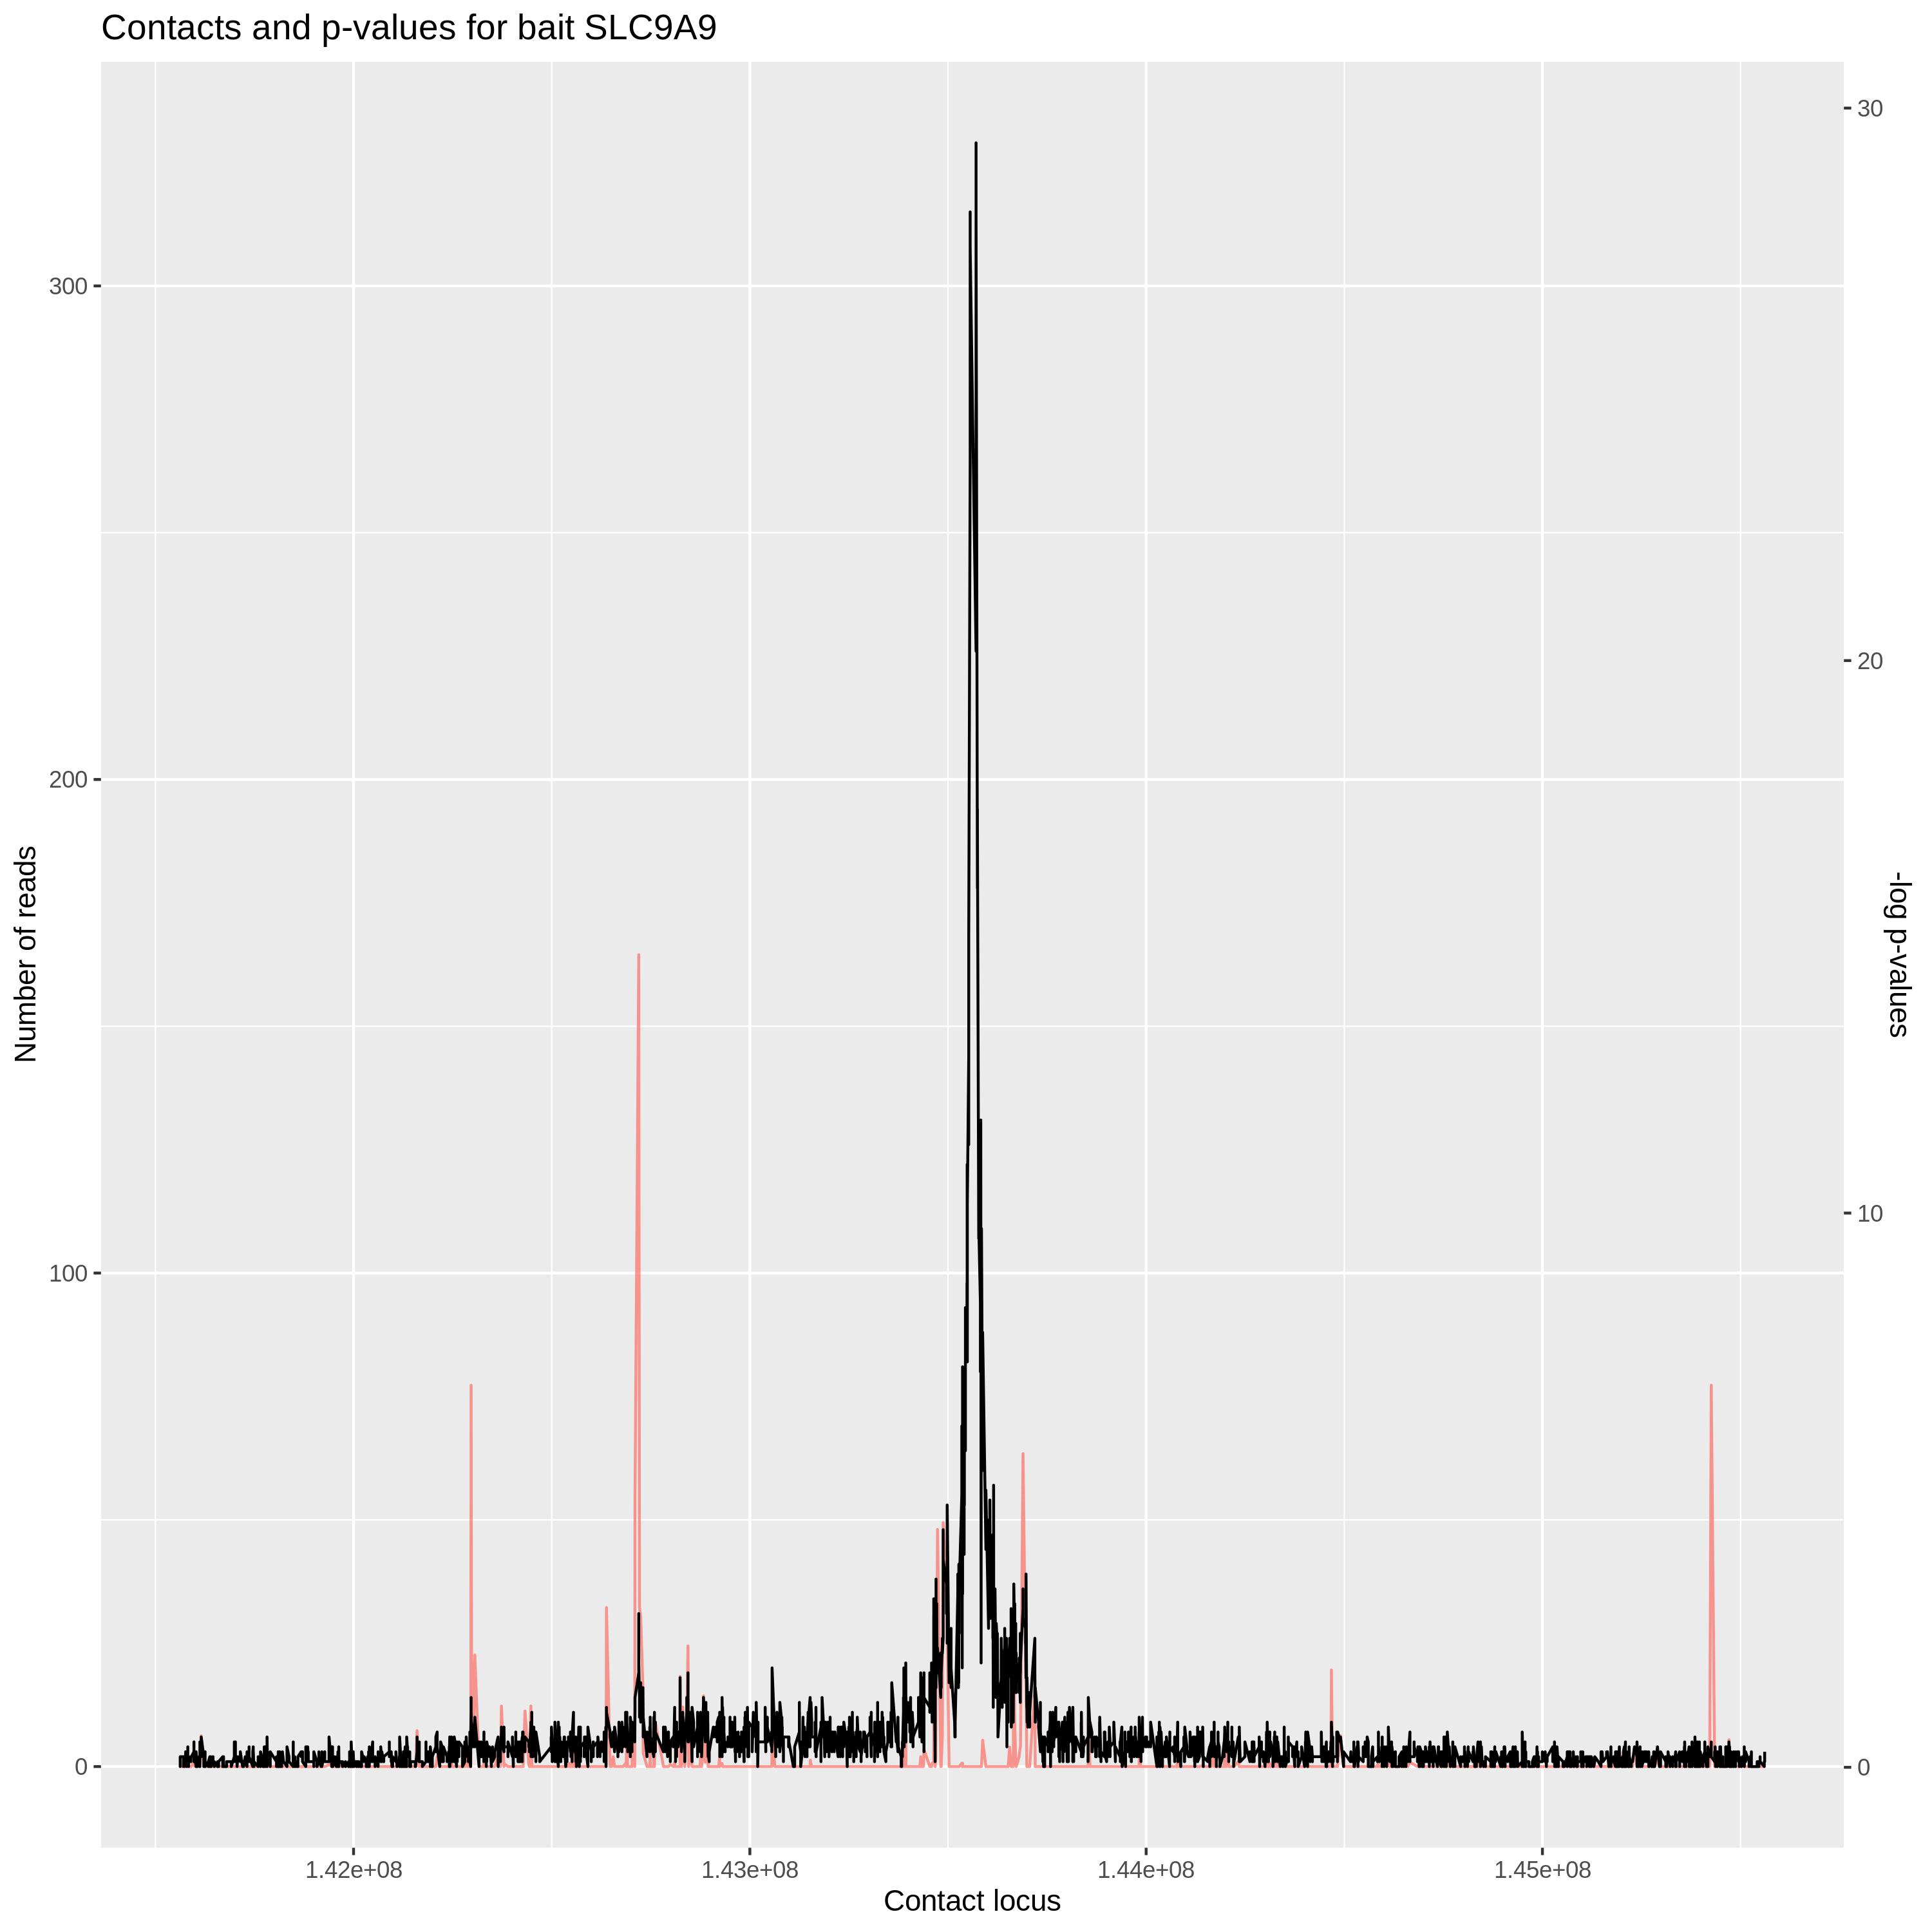 Contacts and p-values for bait SLC9A9
30
300
20
200
Number of reads
-log p-values
10
100
0
0
1.42e+08
1.43e+08
1.44e+08
1.45e+08
Contact locus